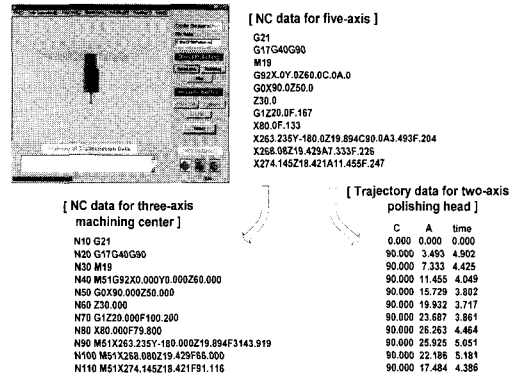 [ NC data for five-axis ]
G21
G17G40G90
M19
G92X.0Y.0Z60.0C.0A.0
G0X90.0Z50.0
Z30.0
G1Z20.0F.167
X80.0F.133
X263.235Y-180.0Z19.894C90.0A3.493F.204
X268.08Z19.429A7.333F.226
X274.145Z18.421A11.455F.247
[ NC data for three-axis
machining center ]
N10 G21
N20 G17G40G90
N30 M19
N40 M51G92X0.000Y0.000Z60.000
N50 G0X90.000Z50.000
N60 Z30.000
N70 G1Z20.000F100.200
N80 X80.000F79.800
N90 M51X263.235Y-180.000Z19.894F3143.919
N100 M51X268.080Z19.429F66.000
N110 M51X274.145Z18.421F91.116
[ Trajectory data for two-axis
polishing head ]
C A time
0.000 0.000 0.000
90.000 3.493 4.902
90.000 7.333 4.425
90.000 11.455 4.049
90.000 15.729 3.802
90.000 19.932 3.717
90.000 23.687 3.861
90.000 26.263 4.464
90.000 25.925 5.051
90.000 22.186 5.181
90.000 17.484 4.386